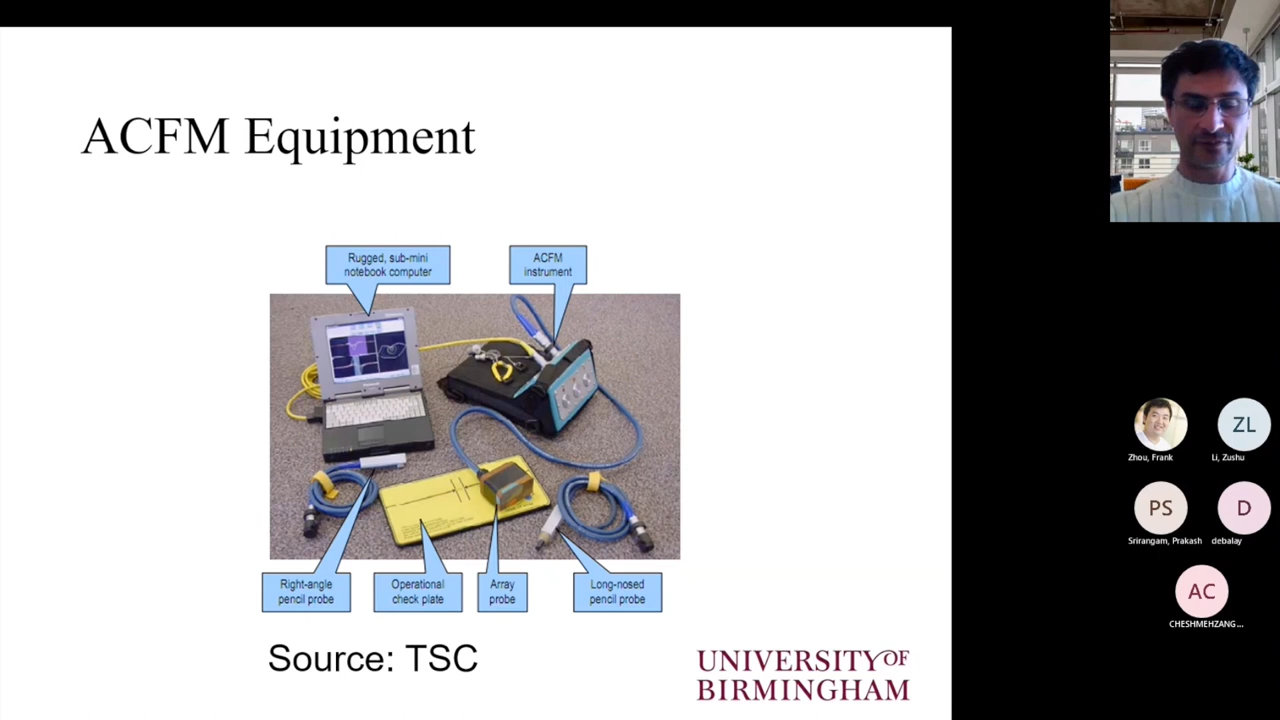 ACFM Equipment
Rugged, sub-mini
notebook computer
ACFM
instrument
Right-angle
pencil probe
Operational
check plate
Array
probe
Long-nosed
pencil probe
Source: TSC
UNIVERSITY OF
BIRMINGHAM
Zhou, Frank
ZL
Li, Zushu
PS
Srirangam, Prakash
D
debalay
AC
CHESHMEHZANG...